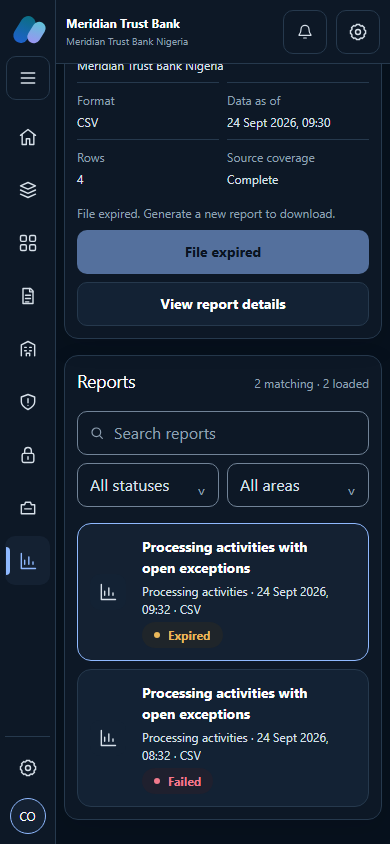 Meridian Trust Bank
Meridian Trust Bank Nigeria
Meridian Trust Bank Nigeria
Format
Data as of
CSV
24 Sept 2026, 09:30
Rows
Source coverage
4
Complete
File expired. Generate a new report to download.
File expired
View report details
Reports
2 matching · 2 loaded
Search reports
All statuses
v
All areas
v
Processing activities with
open exceptions
Processing activities · 24 Sept 2026,
09:32 · CSV
Expired
Processing activities with
open exceptions
Processing activities · 24 Sept 2026,
08:32 · CSV
Failed
CO